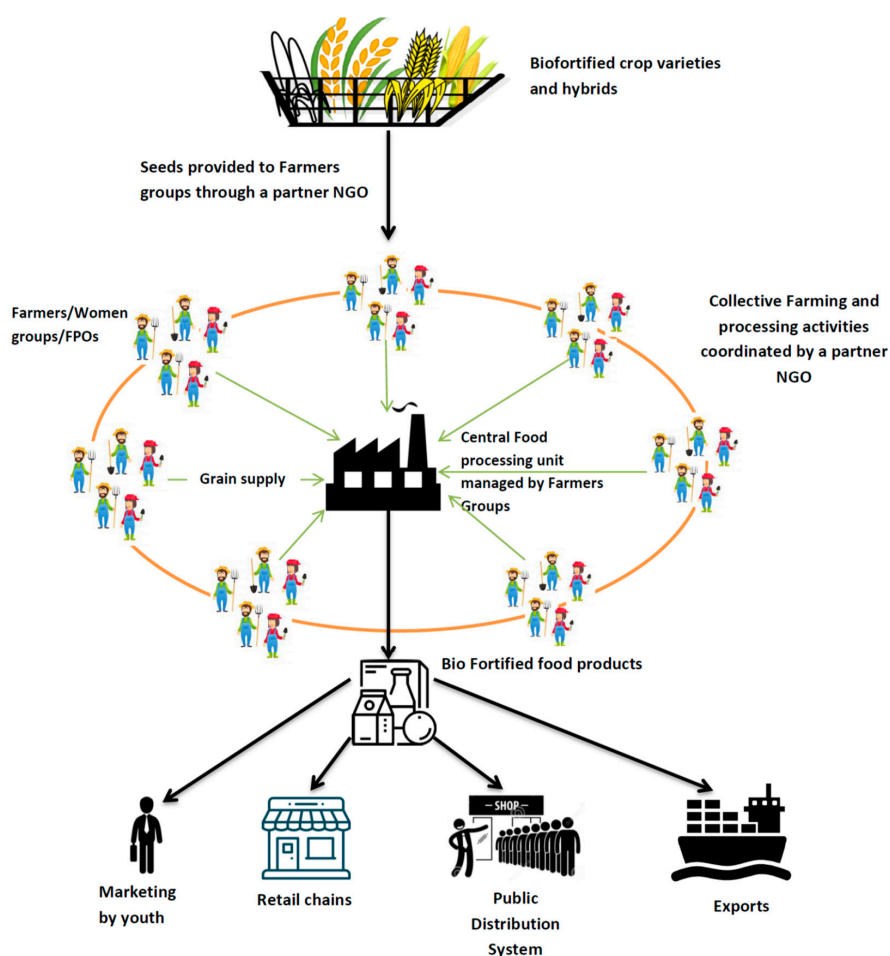 Biofortified crop varieties
and hybrids
Seeds provided to Farmers
groups through a partner NGO
Farmers/Women
groups/FPOs
Collective Farming and
processing activities
coordinated by a partner
NGO
Central Food
processing unit
managed by Farmers
Groups
Grain supply
Bio Fortified food products
SHOP
Marketing
by youth
Retail chains
Public
Distribution
System
Exports